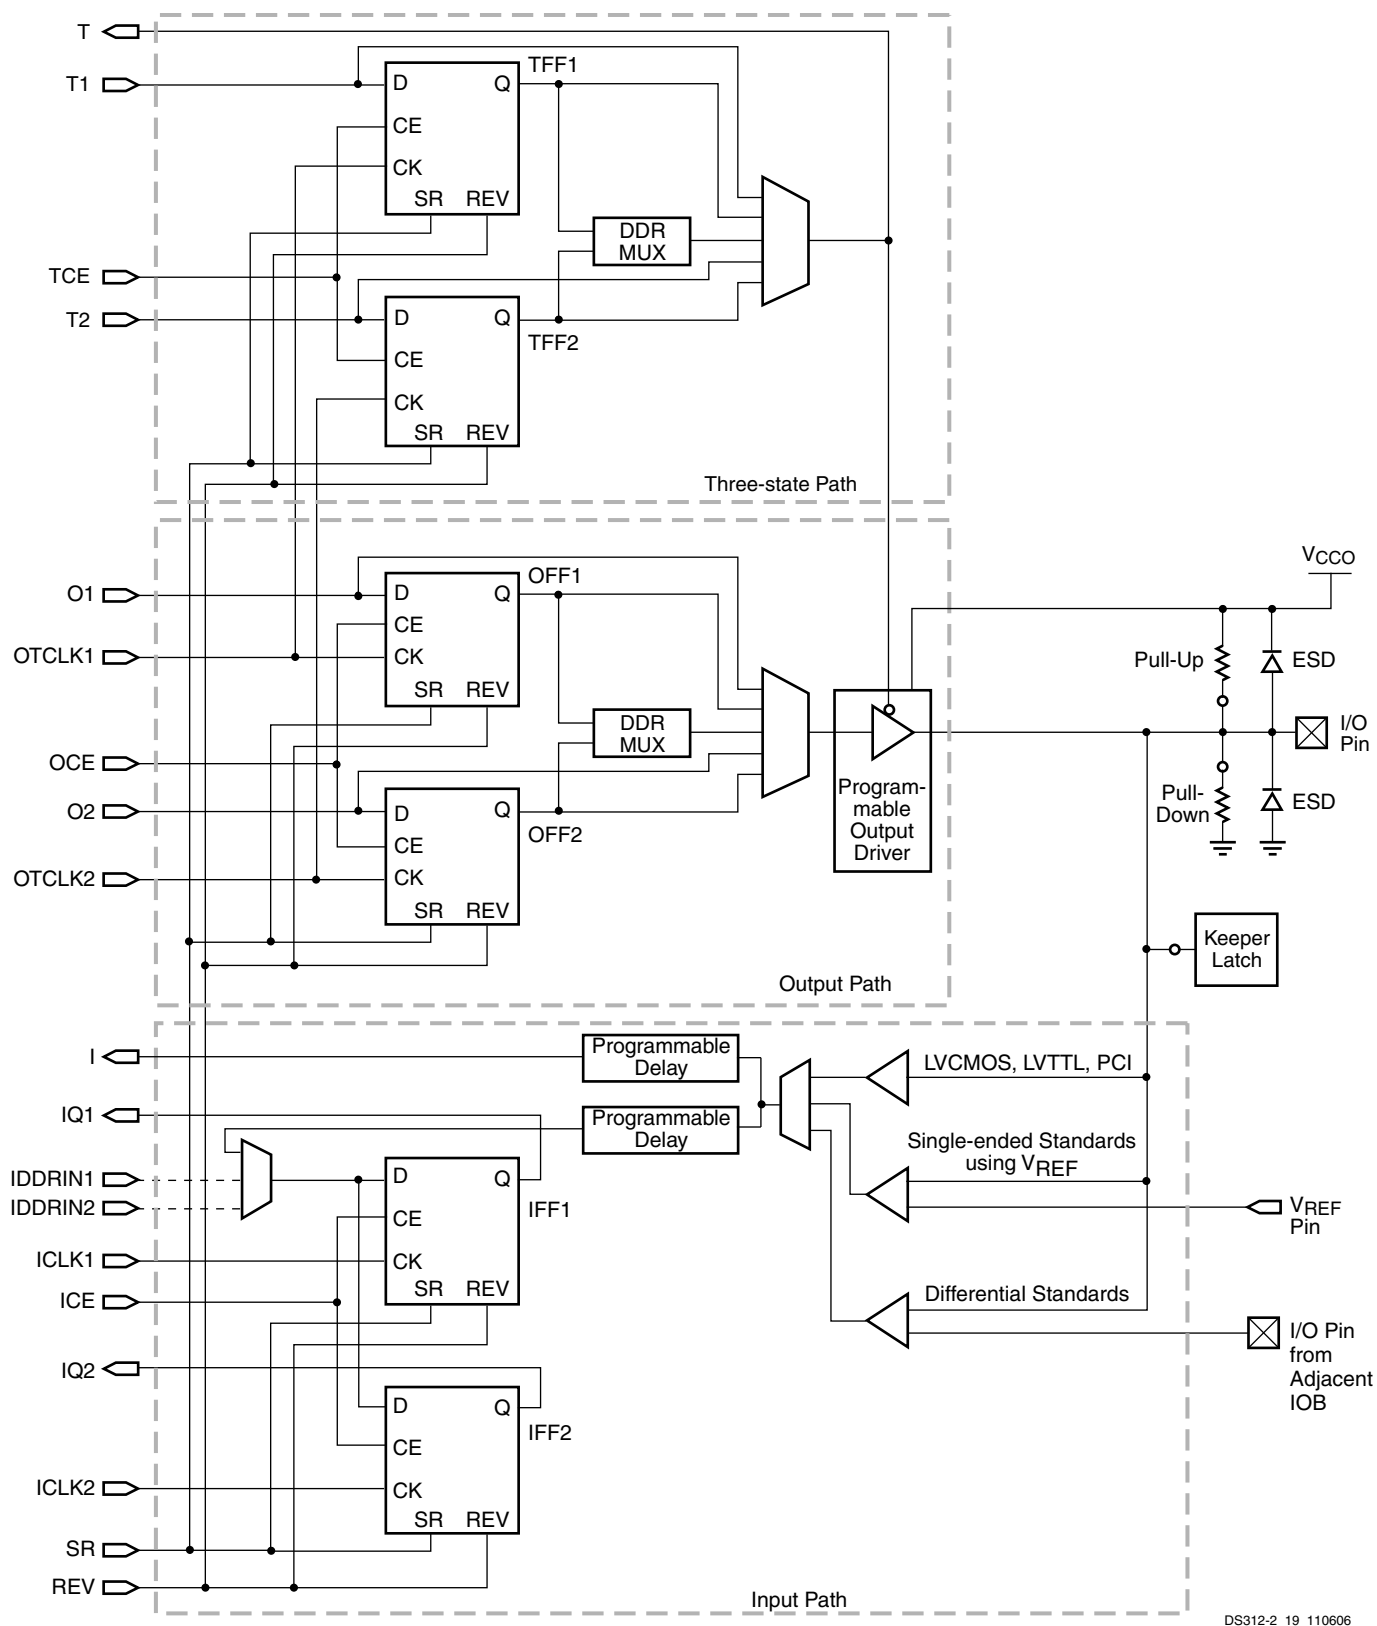 T
T1
D
Q
TFF1
CE
CK
SR
REV
DDR
MUX
TCE
T2
D
Q
TFF2
CE
CK
SR
REV
Three-state Path
VCCO
O1
D
Q
OFF1
CE
OTCLK1
CK
SR
REV
Pull-Up
ESD
DDR
MUX
I/O
Pin
OCE
O2
D
Q
OFF2
CE
OTCLK2
CK
SR
REV
Program-
mable
Output
Driver
Pull-
Down
ESD
Keeper
Latch
Output Path
I
Programmable
Delay
LVCMOS, LVTTL, PCI
IQ1
Programmable
Delay
Single-ended Standards
using VREF
IDDRIN1
IDDRIN2
D
Q
IFF1
CE
VREF
Pin
ICLK1
CK
SR
REV
ICE
Differential Standards
I/O Pin
from
Adjacent
IOB
IQ2
D
Q
IFF2
CE
ICLK2
CK
SR
REV
SR
REV
Input Path
DS312-2_19_110606